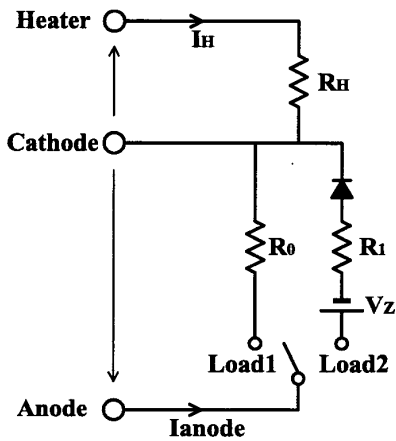 Heater
IH
RH
Cathode
R0
R1
Vz
Load1
Load2
Anode
Ianode